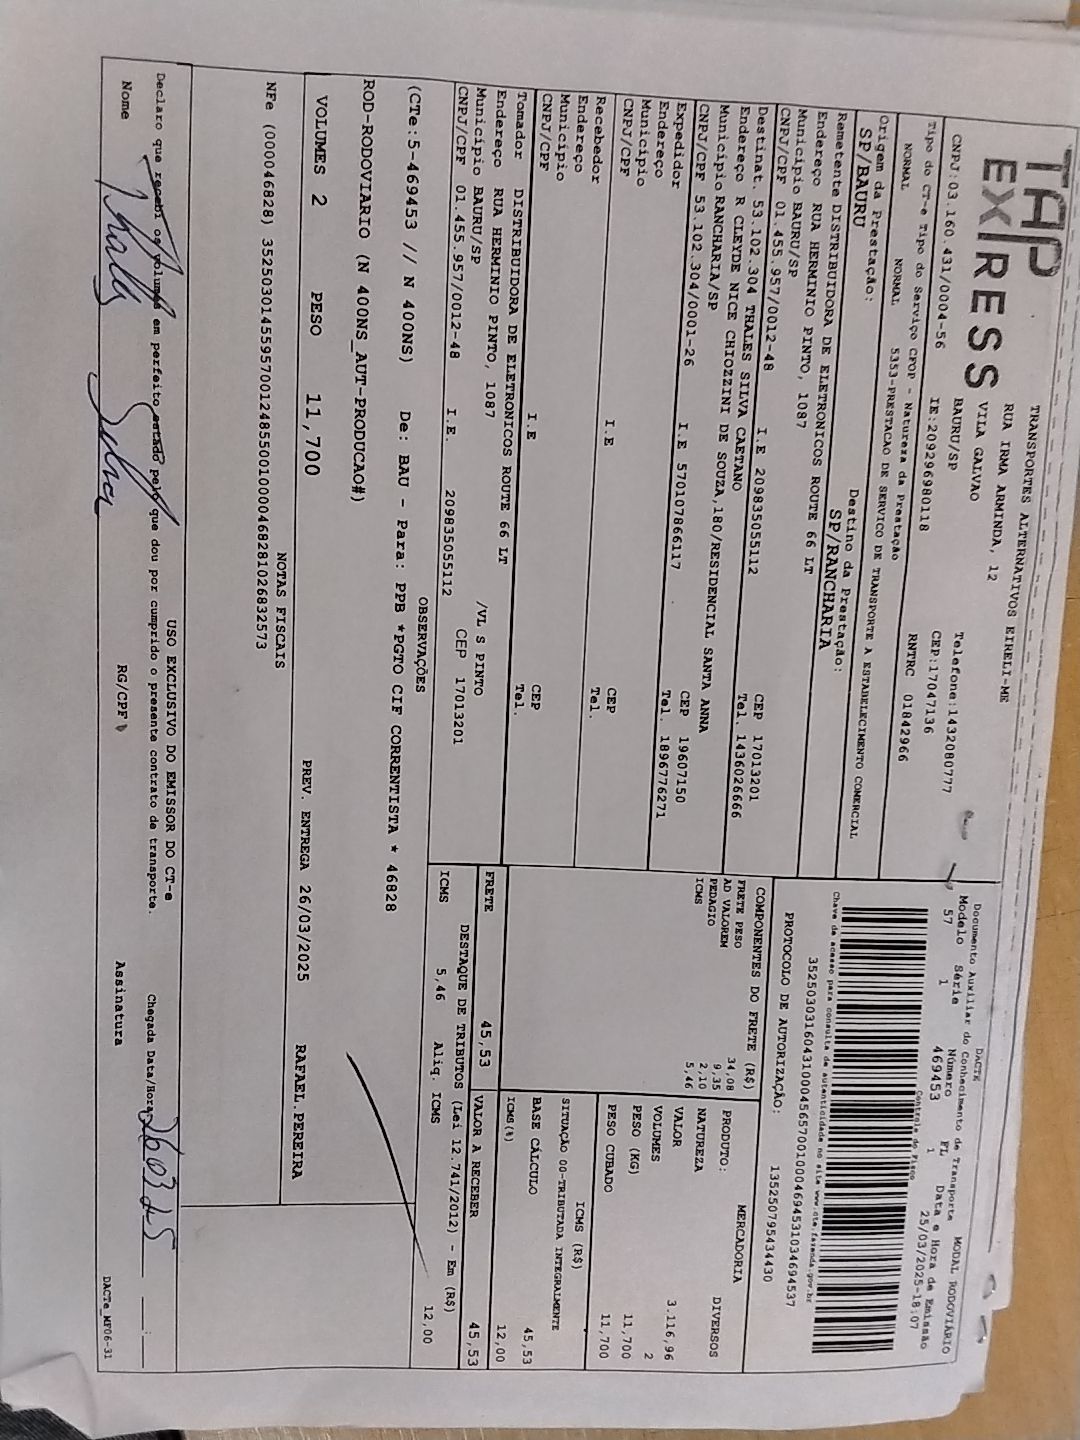 TAP
EX/RESS
TRANSPORTES ALTERNATIVOS EIRELI-ME
RUA IRMA ARMINDA, 12
VILA GALVAO
BAURU/SP
Telefone:1432080777
CNPJ:03.160.431/0004-56 IE:209296980118 CEP:17047136
Tipo do CT-e Tipo do Serviço CFOP - Natureza da Prestação RNTRC 01842966
NORMAL NORMAL 5353-PRESTACAO DE SERVICO DE TRANSPORTE A ESTABELECIMENTO COMERCIAL
Origem da Prestação: Destino da Prestação:
SP/BAURU SP/RANCHARIA
Remetente DISTRIBUIDORA DE ELETRONICOS ROUTE 66 LT
Endereço RUA HERMINIO PINTO, 1087
Município BAURU/SP CEP 17013201
CNPJ/CPF 01.455.957/0012-48 I.E 209835055112 Tel. 1436026666
Destinat. 53.102.304 THALES SILVA CAETANO
Endereço R CLEYDE NICE CHIOZZINI DE SOUZA,180/RESIDENCIAL SANTA ANNA
Município RANCHARIA/SP CEP 19607150
CNPJ/CPF 53.102.304/0001-26 I.E 570107866117 Tel. 1896776271
Expedidor
Endereço
Município CEP
CNPJ/CPF I.E Tel.
Recebedor
Endereço
Município CEP
CNPJ/CPF I.E Tel.
Tomador DISTRIBUIDORA DE ELETRONICOS ROUTE 66 LT
Endereço RUA HERMINIO PINTO, 1087 /VL S PINTO
Município BAURU/SP CEP 17013201
CNPJ/CPF 01.455.957/0012-48 I.E. 209835055112
DACTE
Documento Auxiliar do Conhecimento de Transporte MODAL RODOVIÁRIO
Modelo Série Número FL Data e Hora de Emissão
57 1 469453 1 25/03/2025-18:07
Controle do Fisco
Chave de acesso para consulta de autenticidade no site www.cte.fazenda.gov.br
35250303160431000456570010004694531034694537
PROTOCOLO DE AUTORIZAÇÃO: 135250795434430
COMPONENTES DO FRETE (R$)
FRETE PESO 34,08
AD VALOREM 9,35
PEDAGIO 2,10
ICMS 5,46
MERCADORIA
PRODUTO: DIVERSOS
NATUREZA
VALOR 3.116,96
VOLUMES 2
PESO (KG) 11,700
PESO CUBADO 11,700
ICMS (R$)
SITUAÇÃO 00-TRIBUTADA INTEGRALMENTE
BASE CÁLCULO 45,53
ICMS(%) 12,00
FRETE 45,53 VALOR A RECEBER 45,53
DESTAQUE DE TRIBUTOS (Lei 12.741/2012) - Em (R$)
ICMS 5,46 Aliq. ICMS 12,00
OBSERVAÇÕES
(CTe:5-469453 // N 400NS) De: BAU - Para: PPB *PGTO CIF CORRENTISTA * 46828
ROD-RODOVIARIO (N 400NS_AUT-PRODUCAO#)
VOLUMES 2 PESO 11,700 PREV. ENTREGA 26/03/2025 RAFAEL.PEREIRA
NOTAS FISCAIS
NFe (000046828) 35250301455957001248550010000468281026832573
USO EXCLUSIVO DO EMISSOR DO CT-e
Declaro que recebi os volumes em perfeito estado pelo que dou por cumprido o presente contrato de transporte. Chegada Data/Hora 26 03 25
Nome RG/CPF Assinatura
DACTe_MF06-31